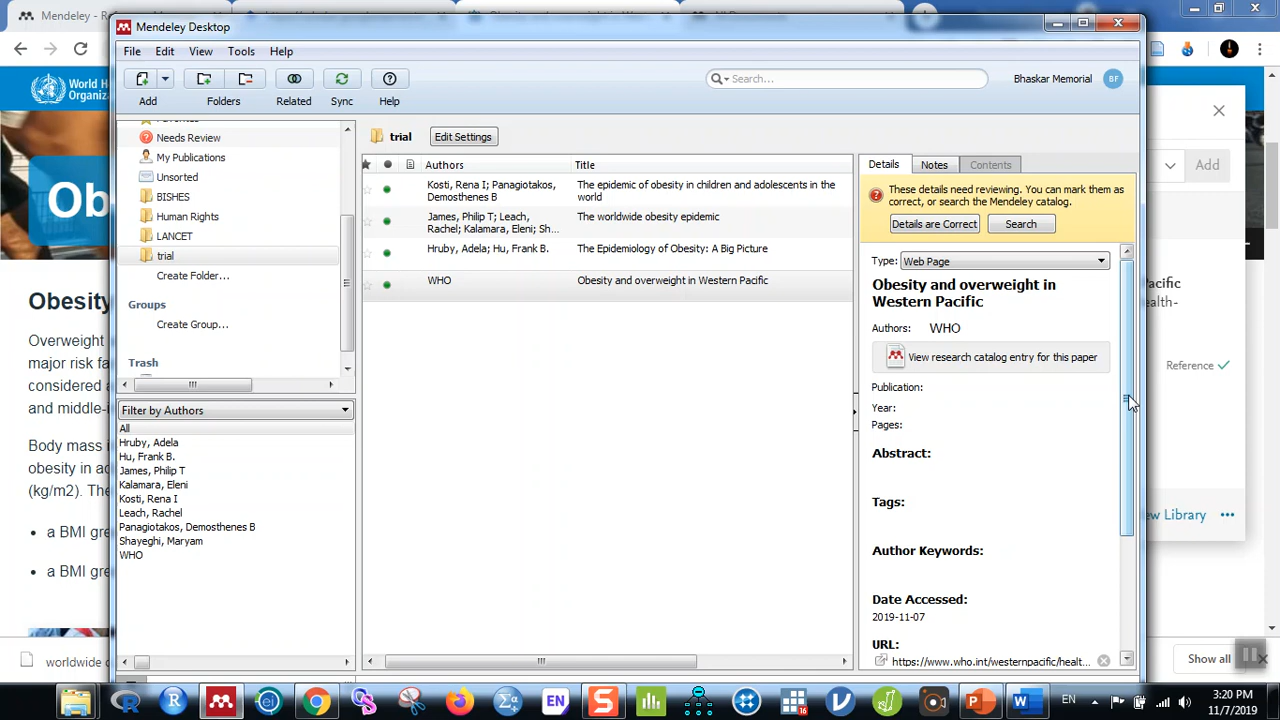 Mendeley
Mendeley Desktop
File Edit View Tools Help
Search...
Bhaskar Memorial BF
Add Folders Related Sync Help
World H
Organiza
Ob
Needs Review
My Publications
Unsorted
BISHES
Human Rights
LANCET
trial
Create Folder...
Groups
Create Group...
Trash
Filter by Authors
All
Hruby, Adela
Hu, Frank B.
James, Philip T
Kalamara, Eleni
Kosti, Rena I
Leach, Rachel
Panagiotakos, Demosthenes B
Shayeghi, Maryam
WHO
trial Edit Settings
Authors Title
Kosti, Rena I; Panagiotakos, Demosthenes B
The epidemic of obesity in children and adolescents in the world
James, Philip T; Leach, Rachel; Kalamara, Eleni; Sh...
The worldwide obesity epidemic
Hruby, Adela; Hu, Frank B.
The Epidemiology of Obesity: A Big Picture
WHO
Obesity and overweight in Western Pacific
Details Notes Contents
These details need reviewing. You can mark them as
correct, or search the Mendeley catalog.
Details are Correct Search
Type: Web Page
Obesity and overweight in
Western Pacific
Authors: WHO
View research catalog entry for this paper
Publication:
Year:
Pages:
Abstract:
Tags:
Author Keywords:
Date Accessed:
2019-11-07
URL:
https://www.who.int/westernpacific/healt...
Obesity
Overweight
major risk fa
considered a
and middle-i
Body mass i
obesity in ad
(kg/m2). The
a BMI gre
a BMI gre
Add
acific
ealth-
Reference
ew Library
worldwide o
Show all
EN
16
EN
3:20 PM
11/7/2019